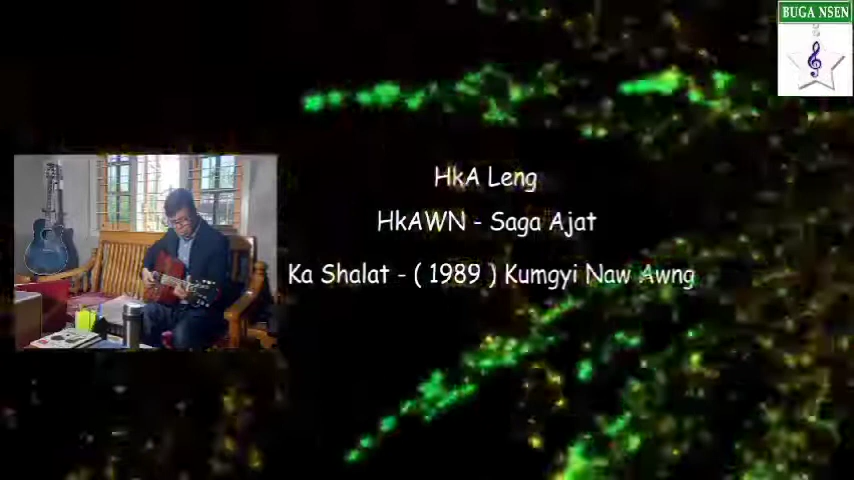 BUGA NSEN
HkA Leng
HkAWN - Saga Ajat
Ka Shalat - ( 1989 ) Kumgyi Naw Awng